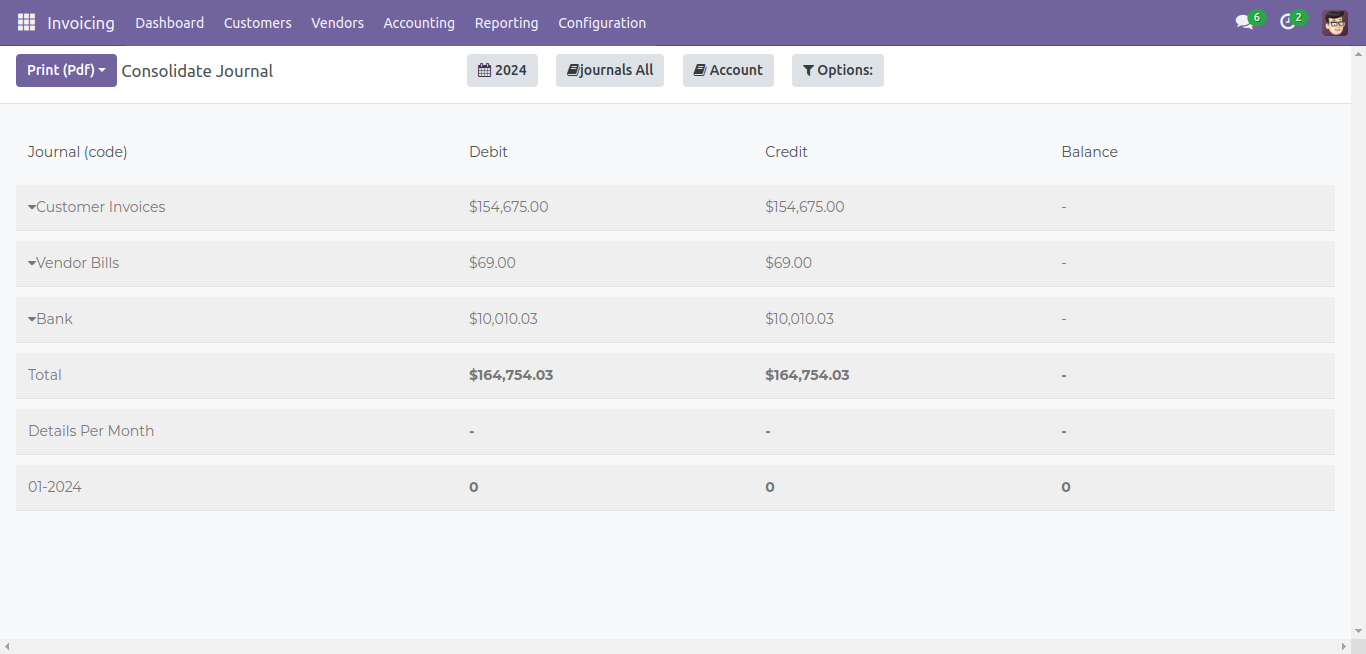 Invoicing Dashboard Customers Vendors Accounting Reporting Configuration 6 2
Print (Pdf) Consolidate Journal 2024 journals All Account Options:
Journal (code) Debit Credit Balance
Customer Invoices $154,675.00 $154,675.00 -
Vendor Bills $69.00 $69.00 -
Bank $10,010.03 $10,010.03 -
Total $164,754.03 $164,754.03 -
Details Per Month - - -
01-2024 0 0 0